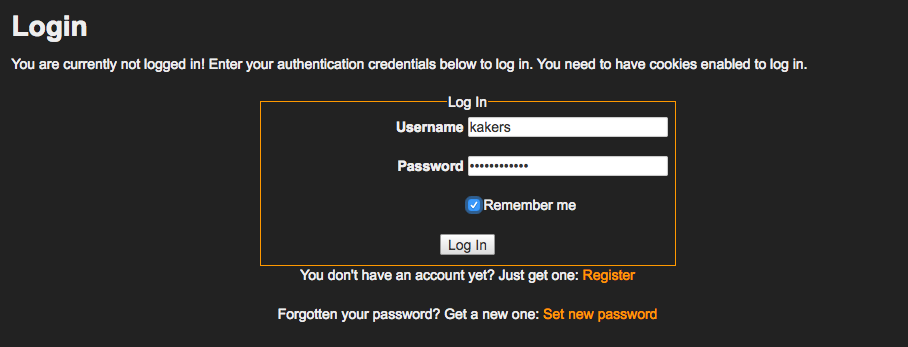 Login
You are currently not logged in! Enter your authentication credentials below to log in. You need to have cookies enabled to log in.
Log In
Username kakers
Password ••••••••••••
Remember me
Log In
You don't have an account yet? Just get one: Register
Forgotten your password? Get a new one: Set new password